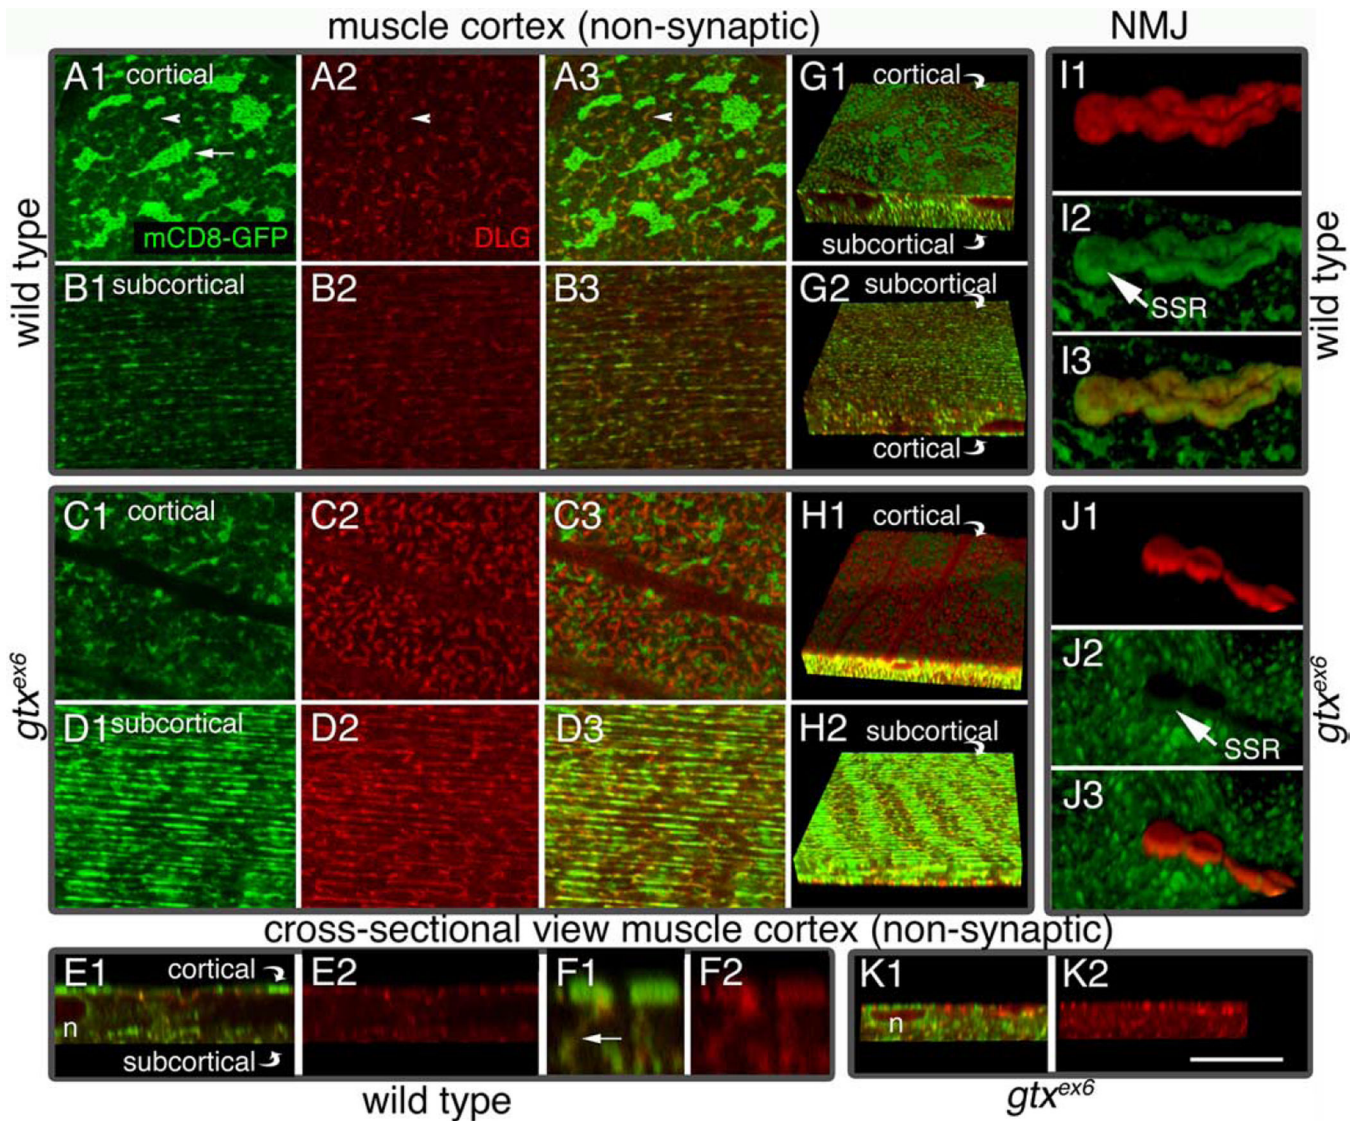 muscle cortex (non-synaptic)
NMJ
A1 cortical
A2
A3
G1 cortical
I1
mCD8-GFP
DLG
subcortical
I2
SSR
B1 subcortical
B2
B3
G2 subcortical
cortical
I3
wild type
wild type
C1 cortical
C2
C3
H1 cortical
J1
J2
SSR
D1 subcortical
D2
D3
H2 subcortical
J3
gtx^ex6
gtx^ex6
cross-sectional view muscle cortex (non-synaptic)
E1 cortical
E2
F1
F2
K1
K2
n
n
subcortical
wild type
gtx^ex6